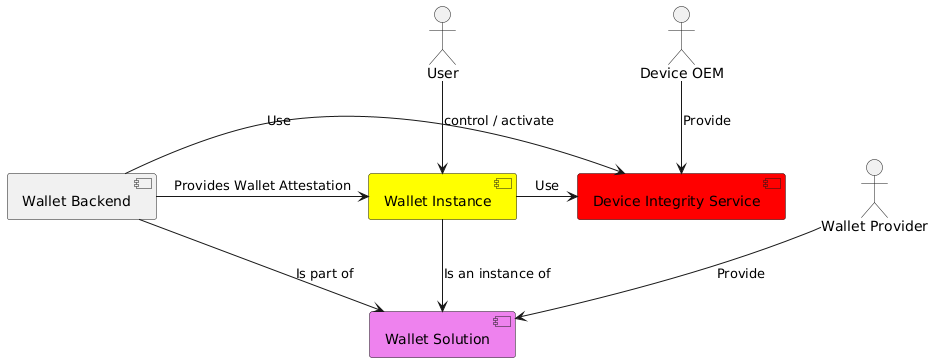 User
Device OEM
Use
control / activate
Provide
Wallet Backend
Provides Wallet Attestation
Wallet Instance
Use
Device Integrity Service
Wallet Provider
Is part of
Is an instance of
Provide
Wallet Solution